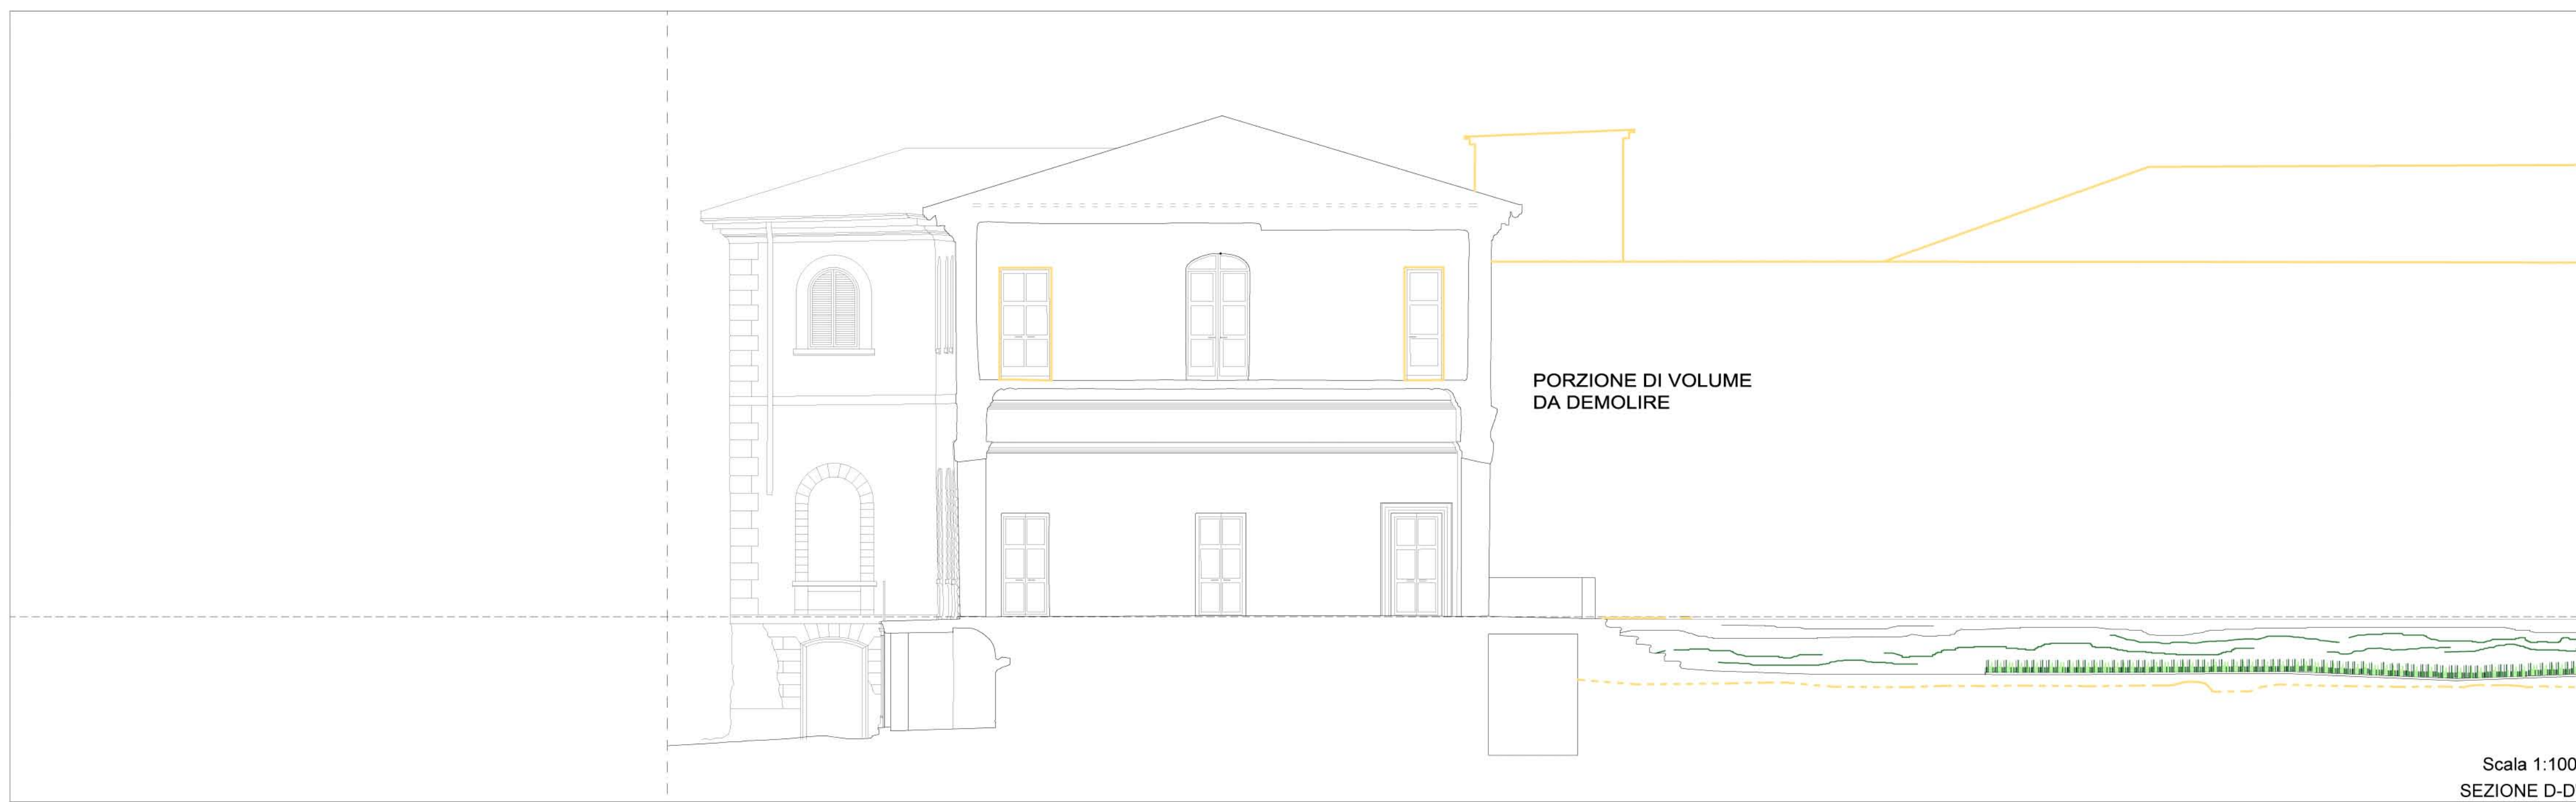 PORZIONE DI VOLUME
DA DEMOLIRE
Scala 1:100
SEZIONE D-D